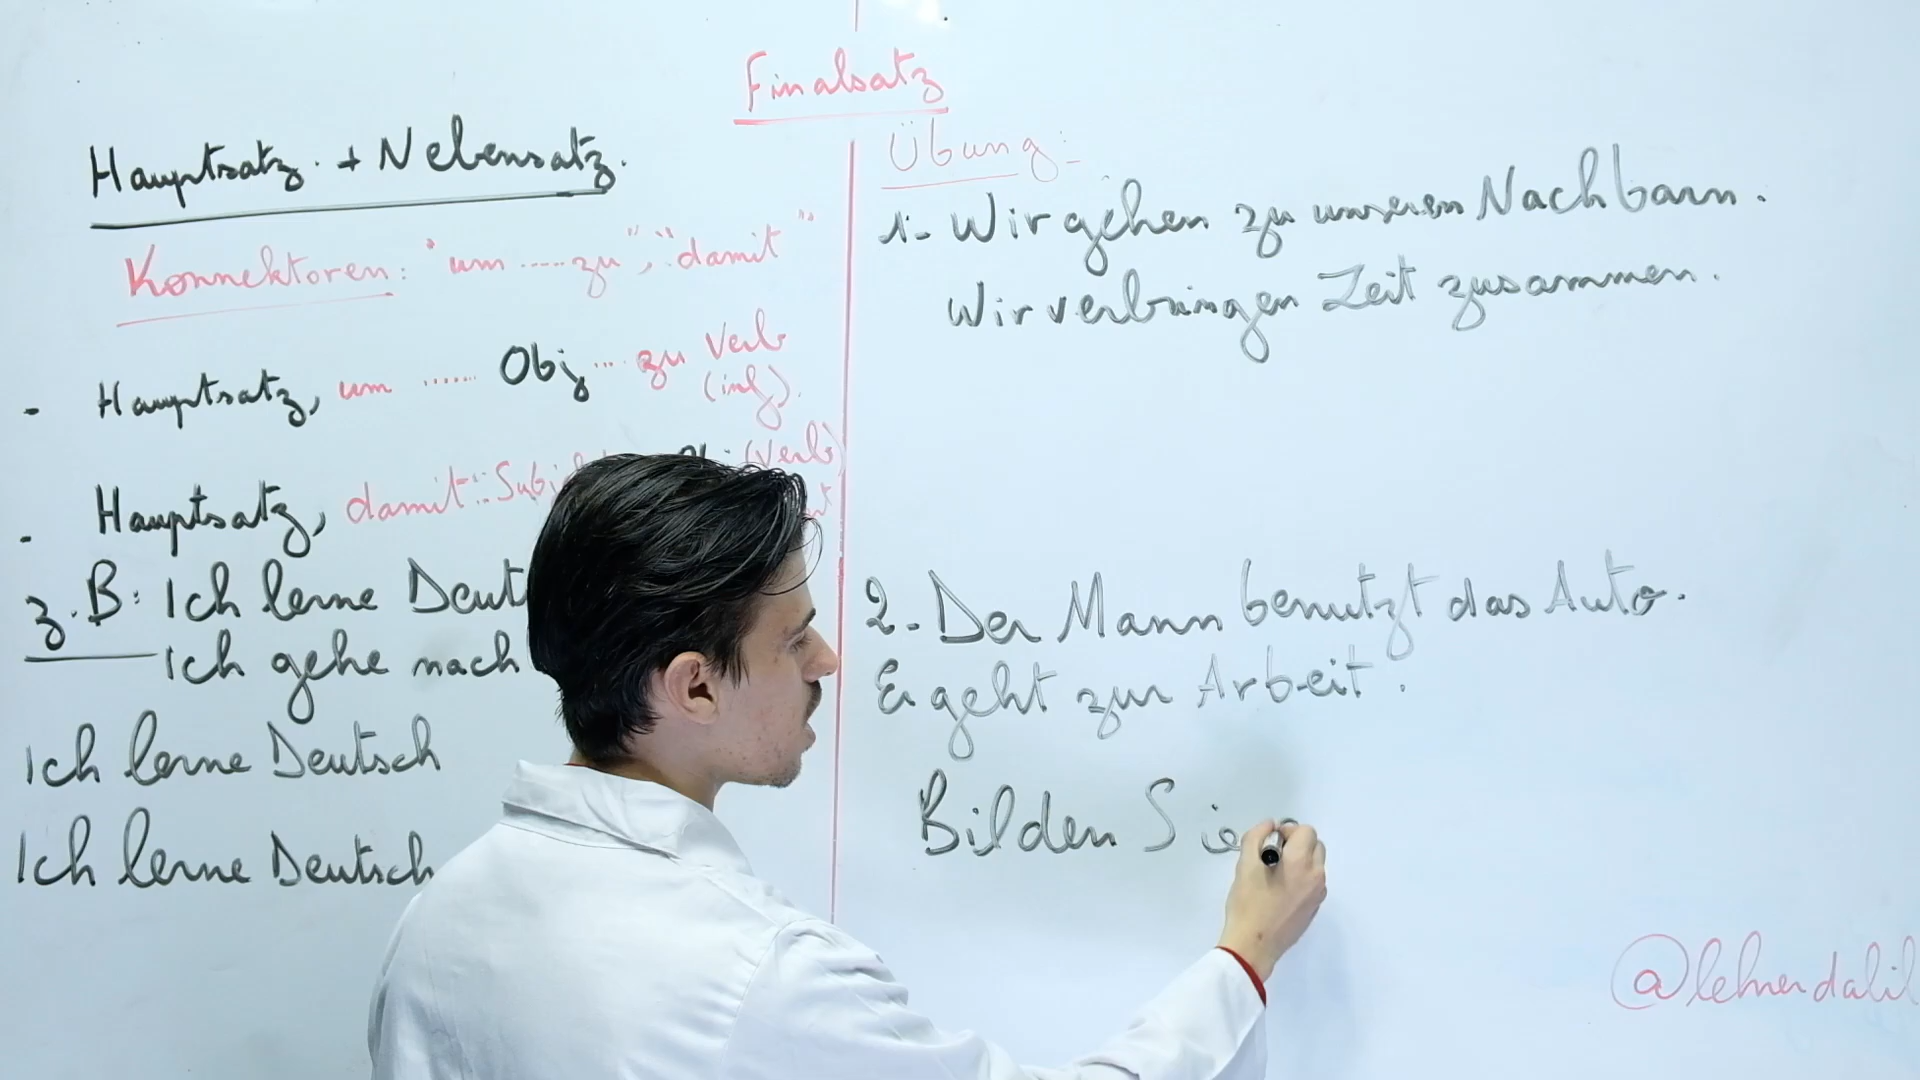 Finalsatz
Hauptsatz. + Nebensatz.
Konnektoren: "um ..... zu", "damit"
- Hauptsatz, um ...... Obj ... zu Verb
(inf).
- Hauptsatz, damit ... Subj (Verb)
z.B: Ich lerne Deut
Ich gehe nach
Ich lerne Deutsch
Ich lerne Deutsch
Übung:
1- Wir gehen zu unseren Nachbarn.
Wir verbringen Zeit zusammen.
2- Der Mann benutzt das Auto.
Er geht zur Arbeit.
Bilden Sie
@lehrerdalil